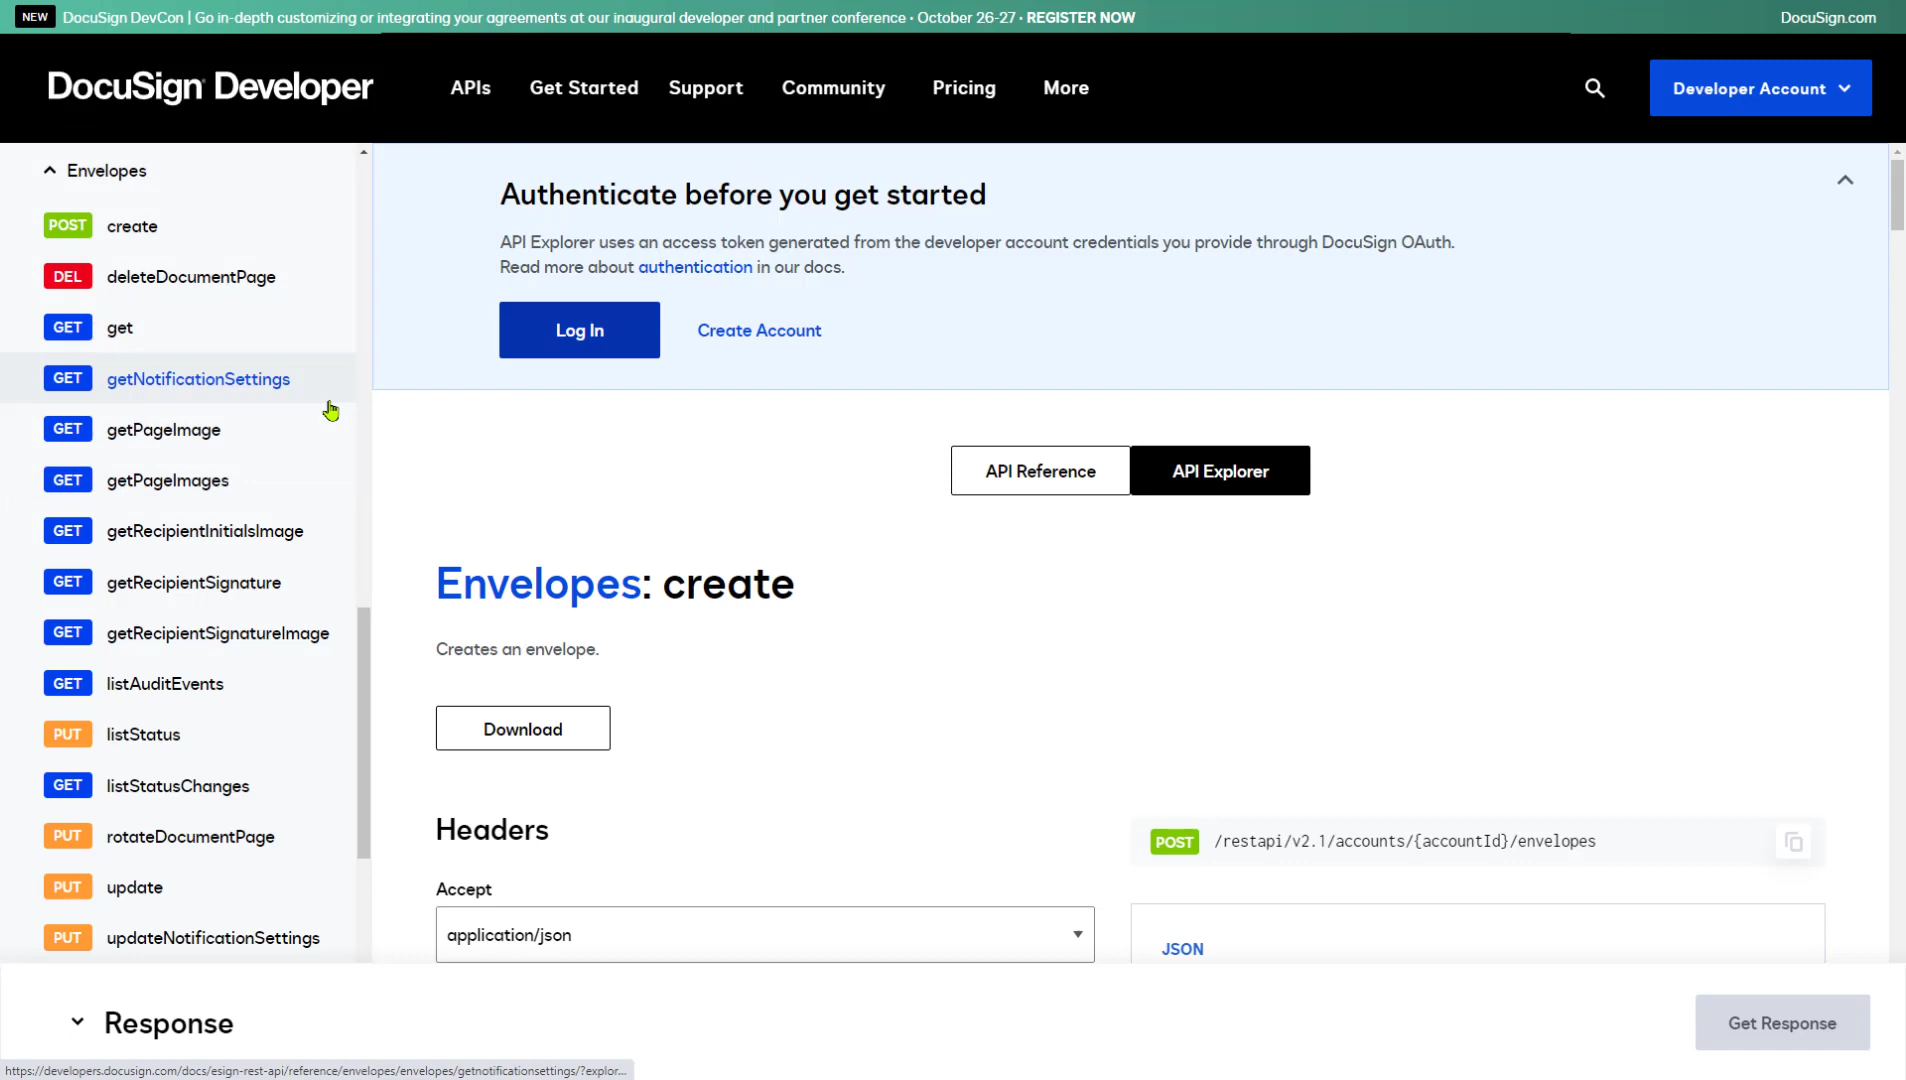 NEW DocuSign DevCon | Go in-depth customizing or integrating your agreements at our inaugural developer and partner conference • October 26-27 • REGISTER NOW DocuSign.com
DocuSign Developer APIs Get Started Support Community Pricing More Developer Account
Envelopes
POST create
DEL deleteDocumentPage
GET get
GET getNotificationSettings
GET getPageImage
GET getPageImages
GET getRecipientInitialsImage
GET getRecipientSignature
GET getRecipientSignatureImage
GET listAuditEvents
PUT listStatus
GET listStatusChanges
PUT rotateDocumentPage
PUT update
PUT updateNotificationSettings
Authenticate before you get started
API Explorer uses an access token generated from the developer account credentials you provide through DocuSign OAuth.
Read more about authentication in our docs.
Log In Create Account
API Reference API Explorer
Envelopes: create
Creates an envelope.
Download
Headers
Accept
application/json
POST /restapi/v2.1/accounts/{accountId}/envelopes
JSON
Response Get Response
https://developers.docusign.com/docs/esign-rest-api/reference/envelopes/envelopes/getnotificationsettings/?explor...